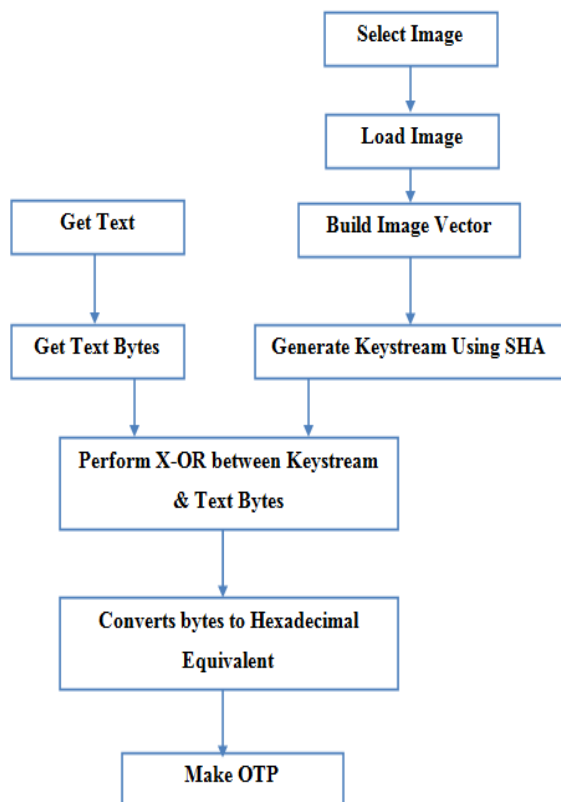 Select Image
Load Image
Get Text
Build Image Vector
Get Text Bytes
Generate Keystream Using SHA
Perform X-OR between Keystream
& Text Bytes
Converts bytes to Hexadecimal
Equivalent
Make OTP